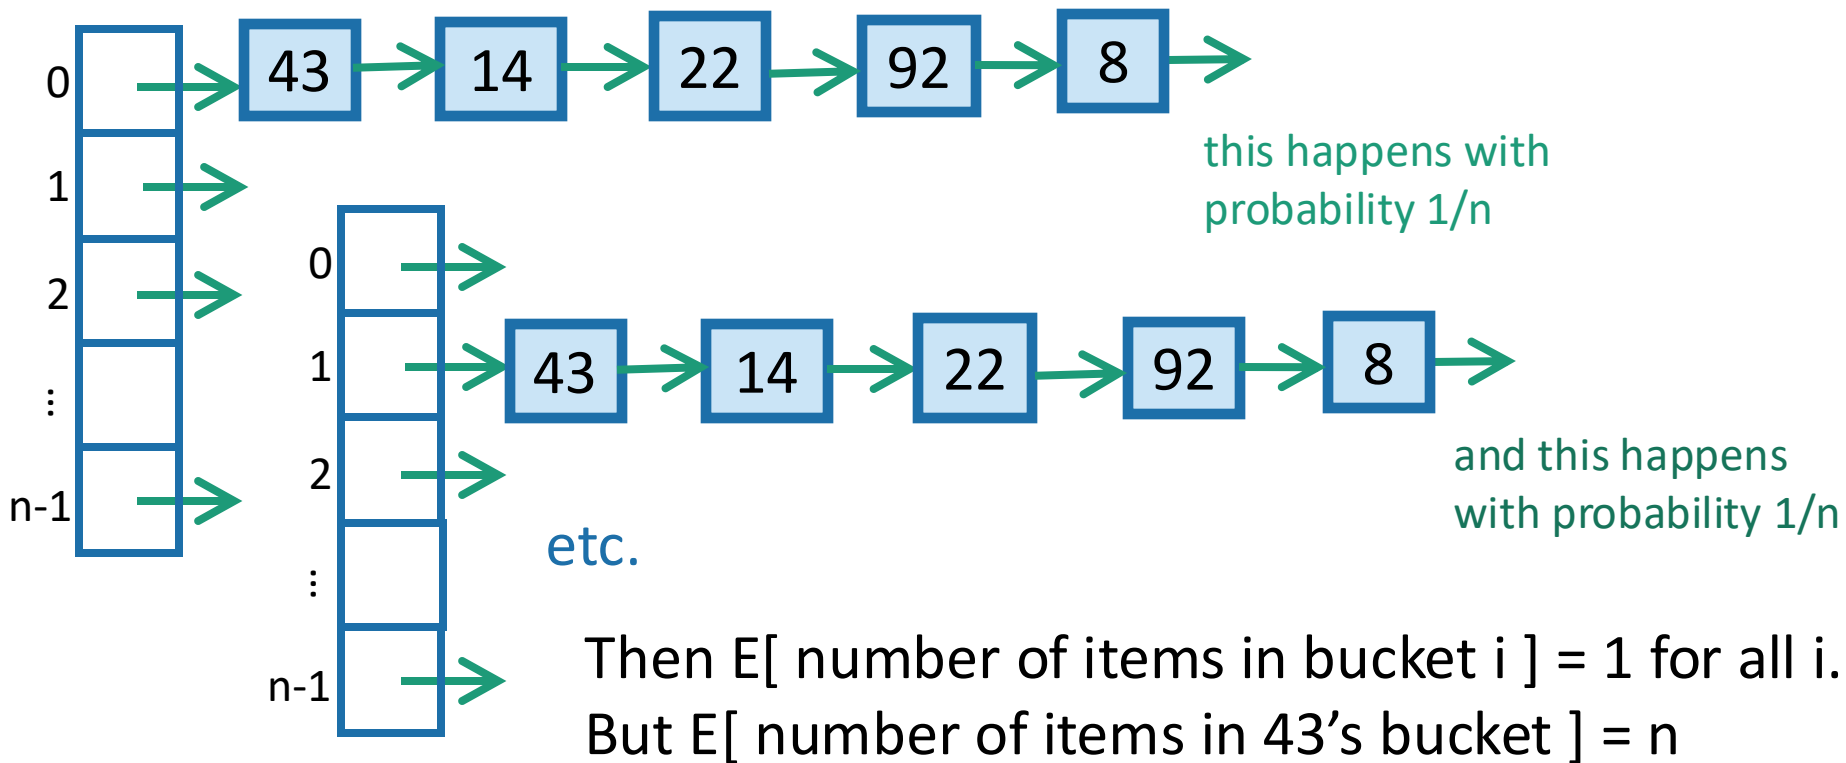 0 43 14 22 92 8
1
2
...
n-1
this happens with
probability 1/n
0
1 43 14 22 92 8
2
...
n-1
and this happens
with probability 1/n
etc.
Then E[ number of items in bucket i ] = 1 for all i.
But E[ number of items in 43’s bucket ] = n